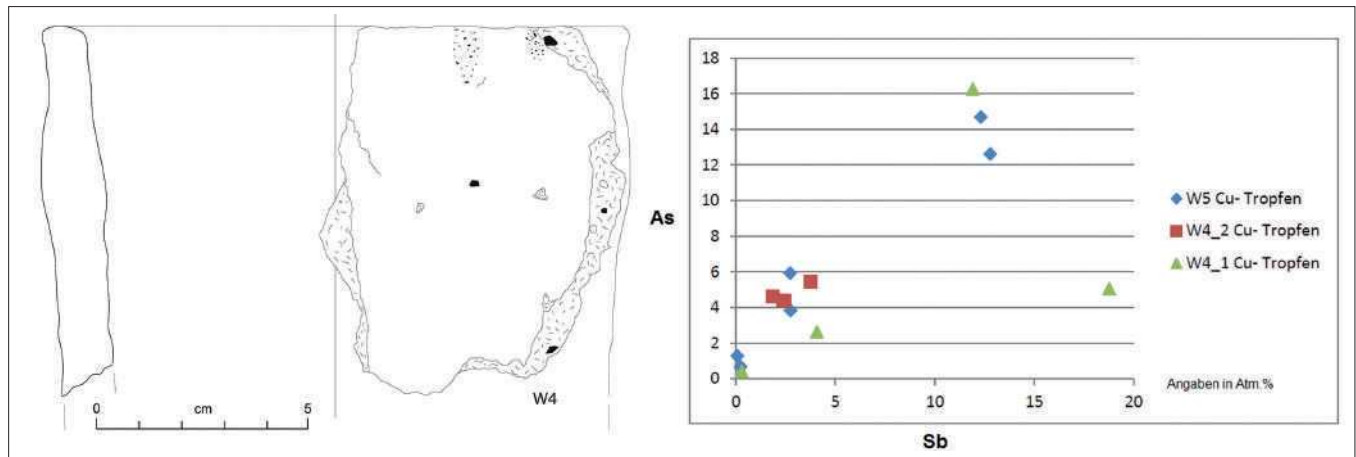 0
cm
5
W4
As
18
16
14
12
10
8
6
4
2
0
0
5
10
15
20
Sb
W5 Cu- Tropfen
W4_2 Cu- Tropfen
W4_1 Cu- Tropfen
Angaben in Atm.%